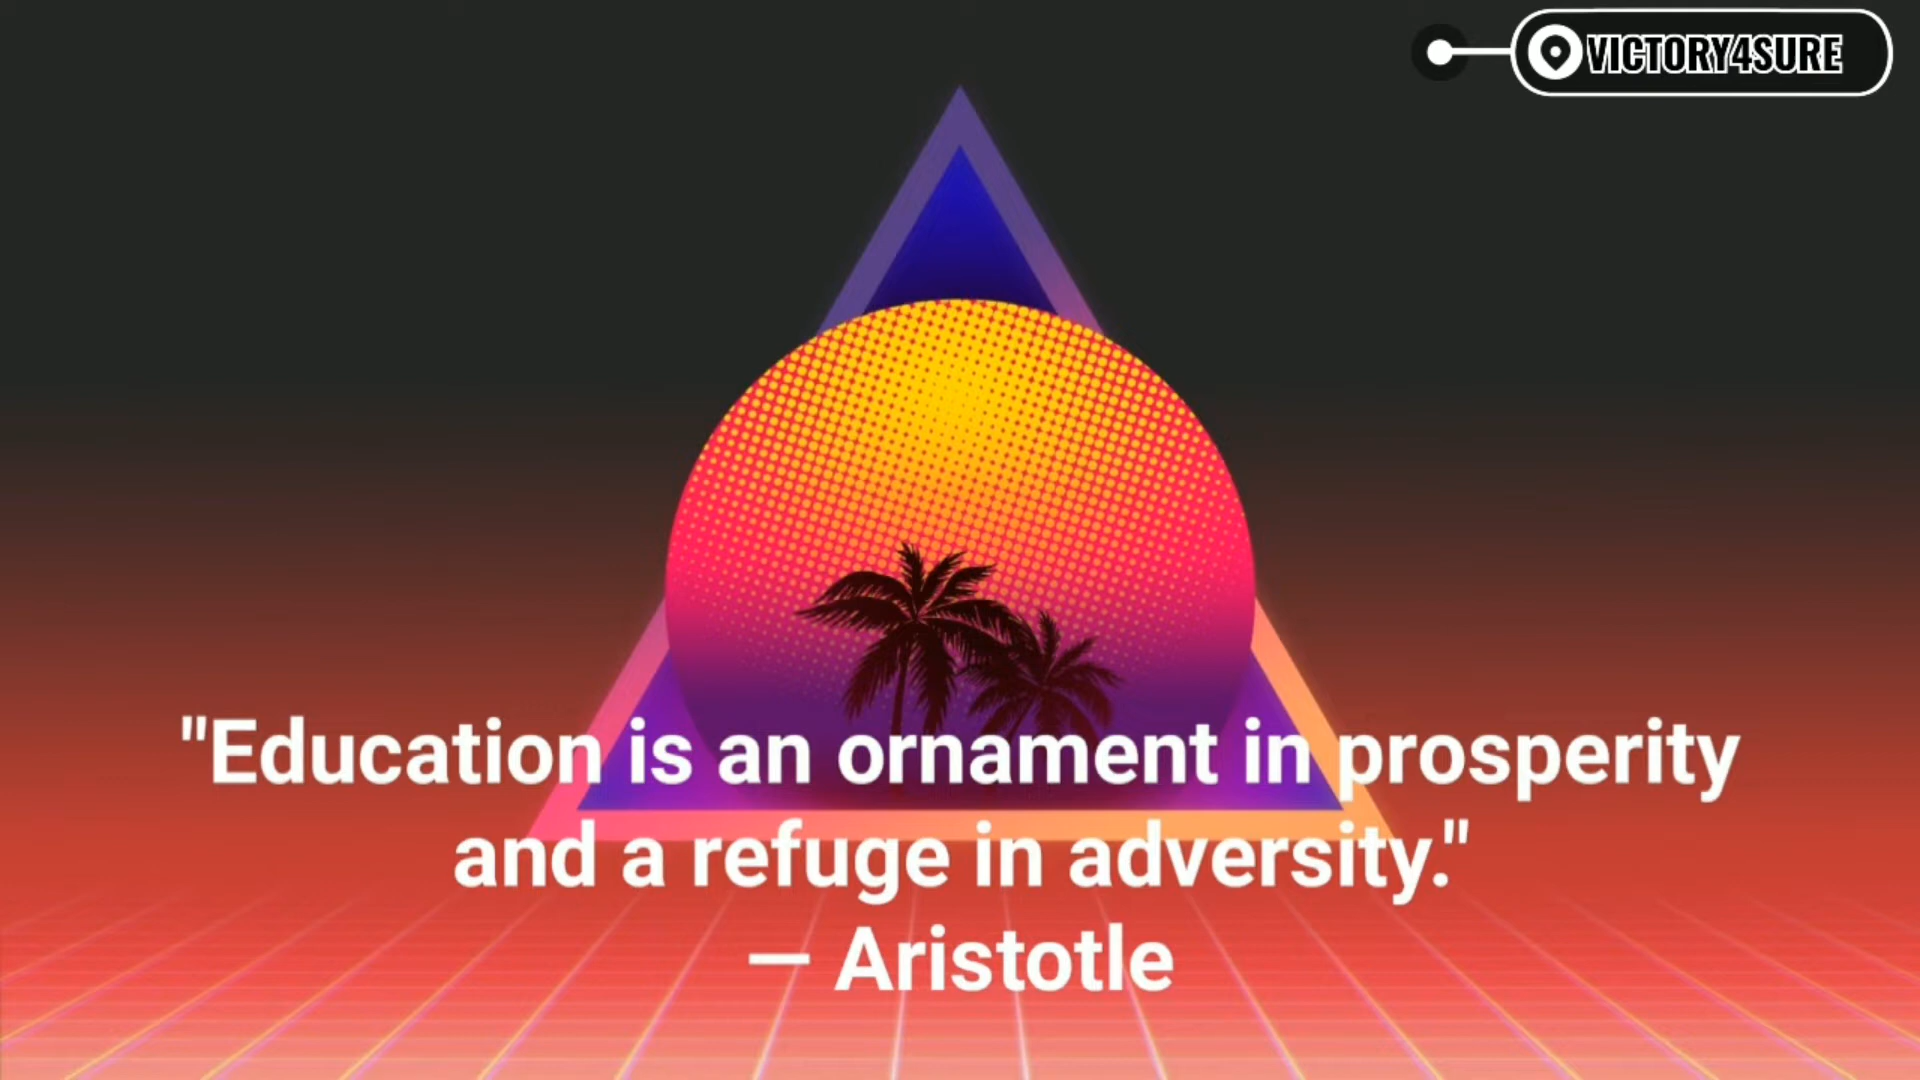 VICTORY4SURE
"Education is an ornament in prosperity
and a refuge in adversity."
— Aristotle